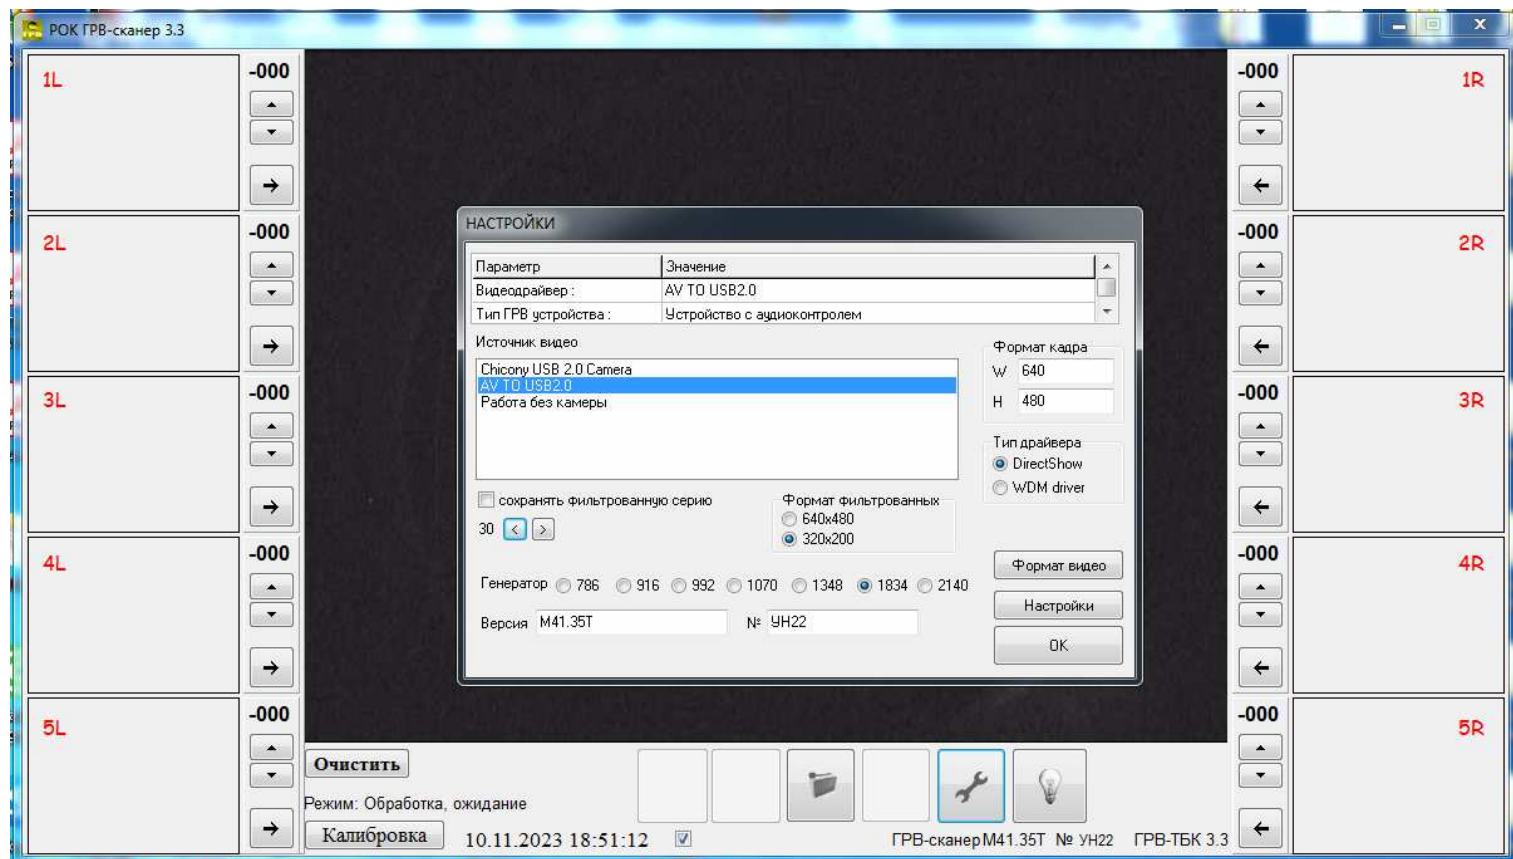 РОК ГРВ-сканер 3.3
1L
-000
-000
1R
2L
-000
-000
2R
3L
-000
-000
3R
4L
-000
-000
4R
5L
-000
-000
5R
НАСТРОЙКИ
Параметр Значение
Видеодрайвер : AV TO USB2.0
Тип ГРВ устройства : Устройство с аудиоконтролем
Источник видео
Chicony USB 2.0 Camera
AV TO USB2.0
Работа без камеры
Формат кадра
W 640
H 480
Тип драйвера
DirectShow
WDM driver
сохранять фильтрованную серию
30 < >
Формат фильтрованных
640x480
320x200
Генератор 786 916 992 1070 1348 1834 2140
Версия М41.35Т № УН22
Формат видео
Настройки
OK
Очистить
Режим: Обработка, ожидание
Калибровка 10.11.2023 18:51:12
ГРВ-сканер М41.35Т № УН22 ГРВ-ТБК 3.3